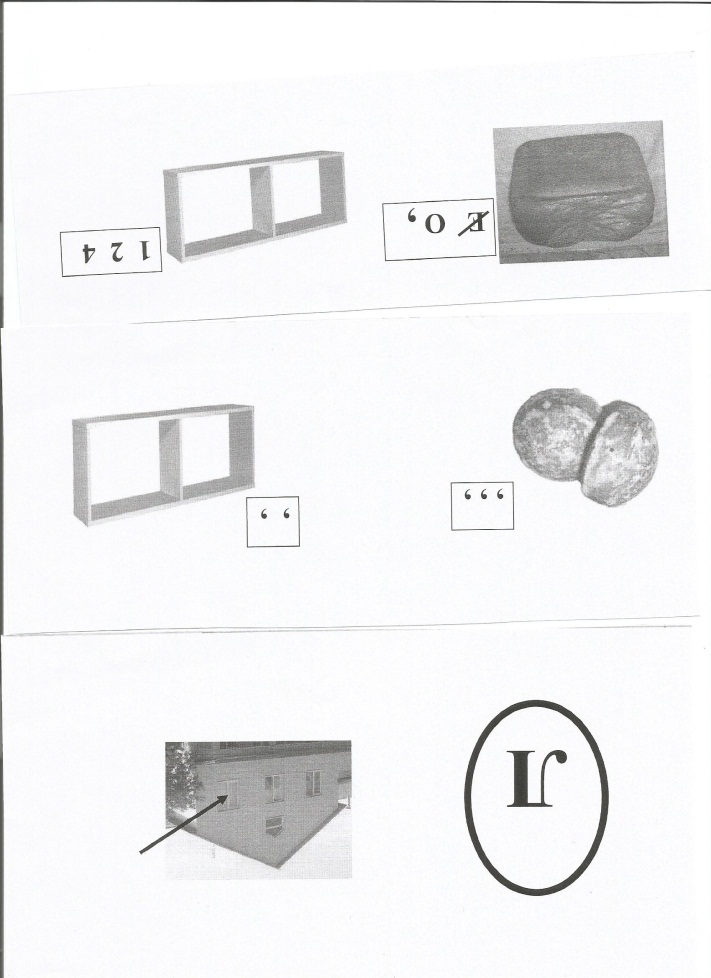 Л
, , ,
, ,
Е О,
1 2 4